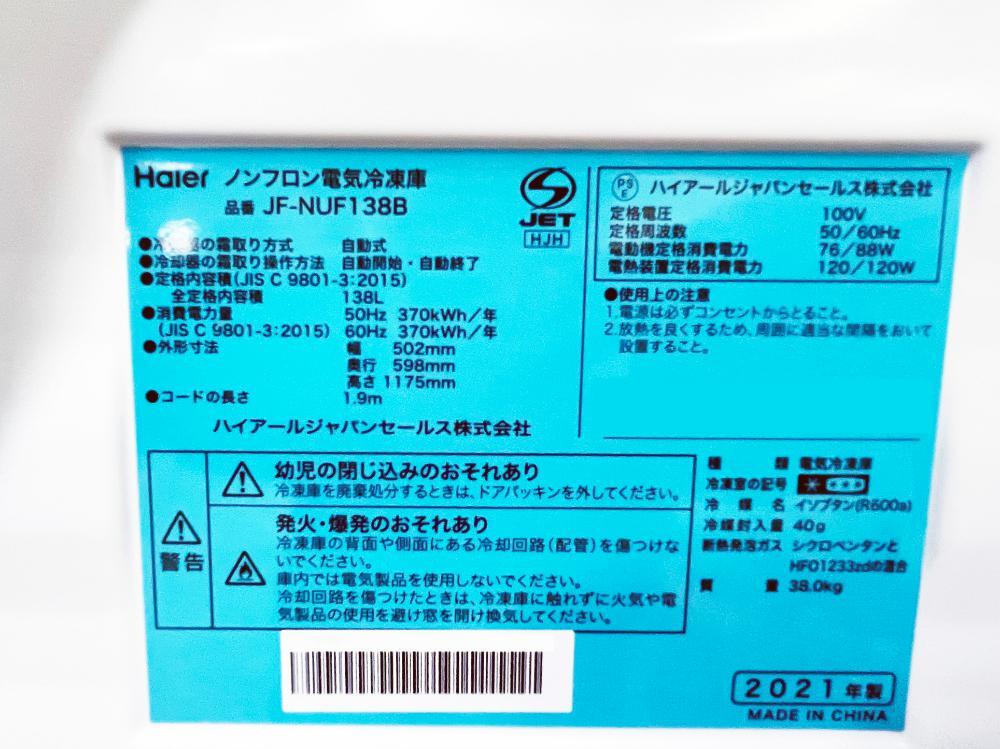 Haier ノンフロン電気冷凍庫
品番 JF-NUF138B
S
JET
HJH
●冷却器の霜取り方式 自動式
●冷却器の霜取り操作方法 自動開始・自動終了
●定格内容積(JIS C 9801-3:2015)
全定格内容積 138L
●消費電力量 50Hz 370kWh/年
(JIS C 9801-3:2015) 60Hz 370kWh/年
●外形寸法 幅 502mm
奥行 598mm
高さ 1175mm
●コードの長さ 1.9m
ハイアールジャパンセールス株式会社
PSE ハイアールジャパンセールス株式会社
定格電圧 100V
定格周波数 50/60Hz
電動機定格消費電力 76/88W
電熱装置定格消費電力 120/120W
●使用上の注意
1.電源は必ずコンセントからとること。
2.放熱を良くするため、周囲に適当な間隔をおいて
設置すること。
警告
幼児の閉じ込みのおそれあり
冷凍庫を廃棄処分するときは、ドアパッキンを外してください。
発火・爆発のおそれあり
冷凍庫の背面や側面にある冷却回路(配管)を傷つけな
いでください。
庫内では電気製品を使用しないでください。
冷却回路を傷つけたときは、冷凍庫に触れずに火気や電
気製品の使用を避け窓を開け換気してください。
種類 電気冷凍庫
冷凍室の記号
冷媒名 イソブタン(R600a)
冷媒封入量 40g
断熱発泡ガス シクロペンタンと
HFO1233zdの混合
質量 38.0kg
2021年製
MADE IN CHINA